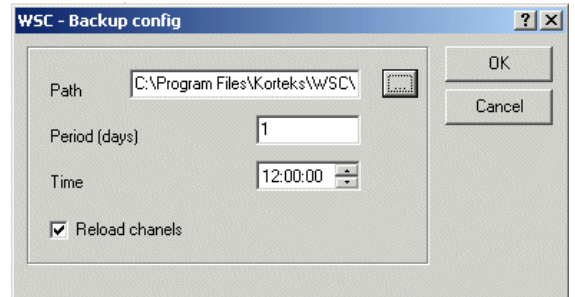 WSC - Backup config
OK
Path C:\Program Files\Korteks\WSC\ ...
Cancel
Period (days) 1
Time 12:00:00
Reload chanels